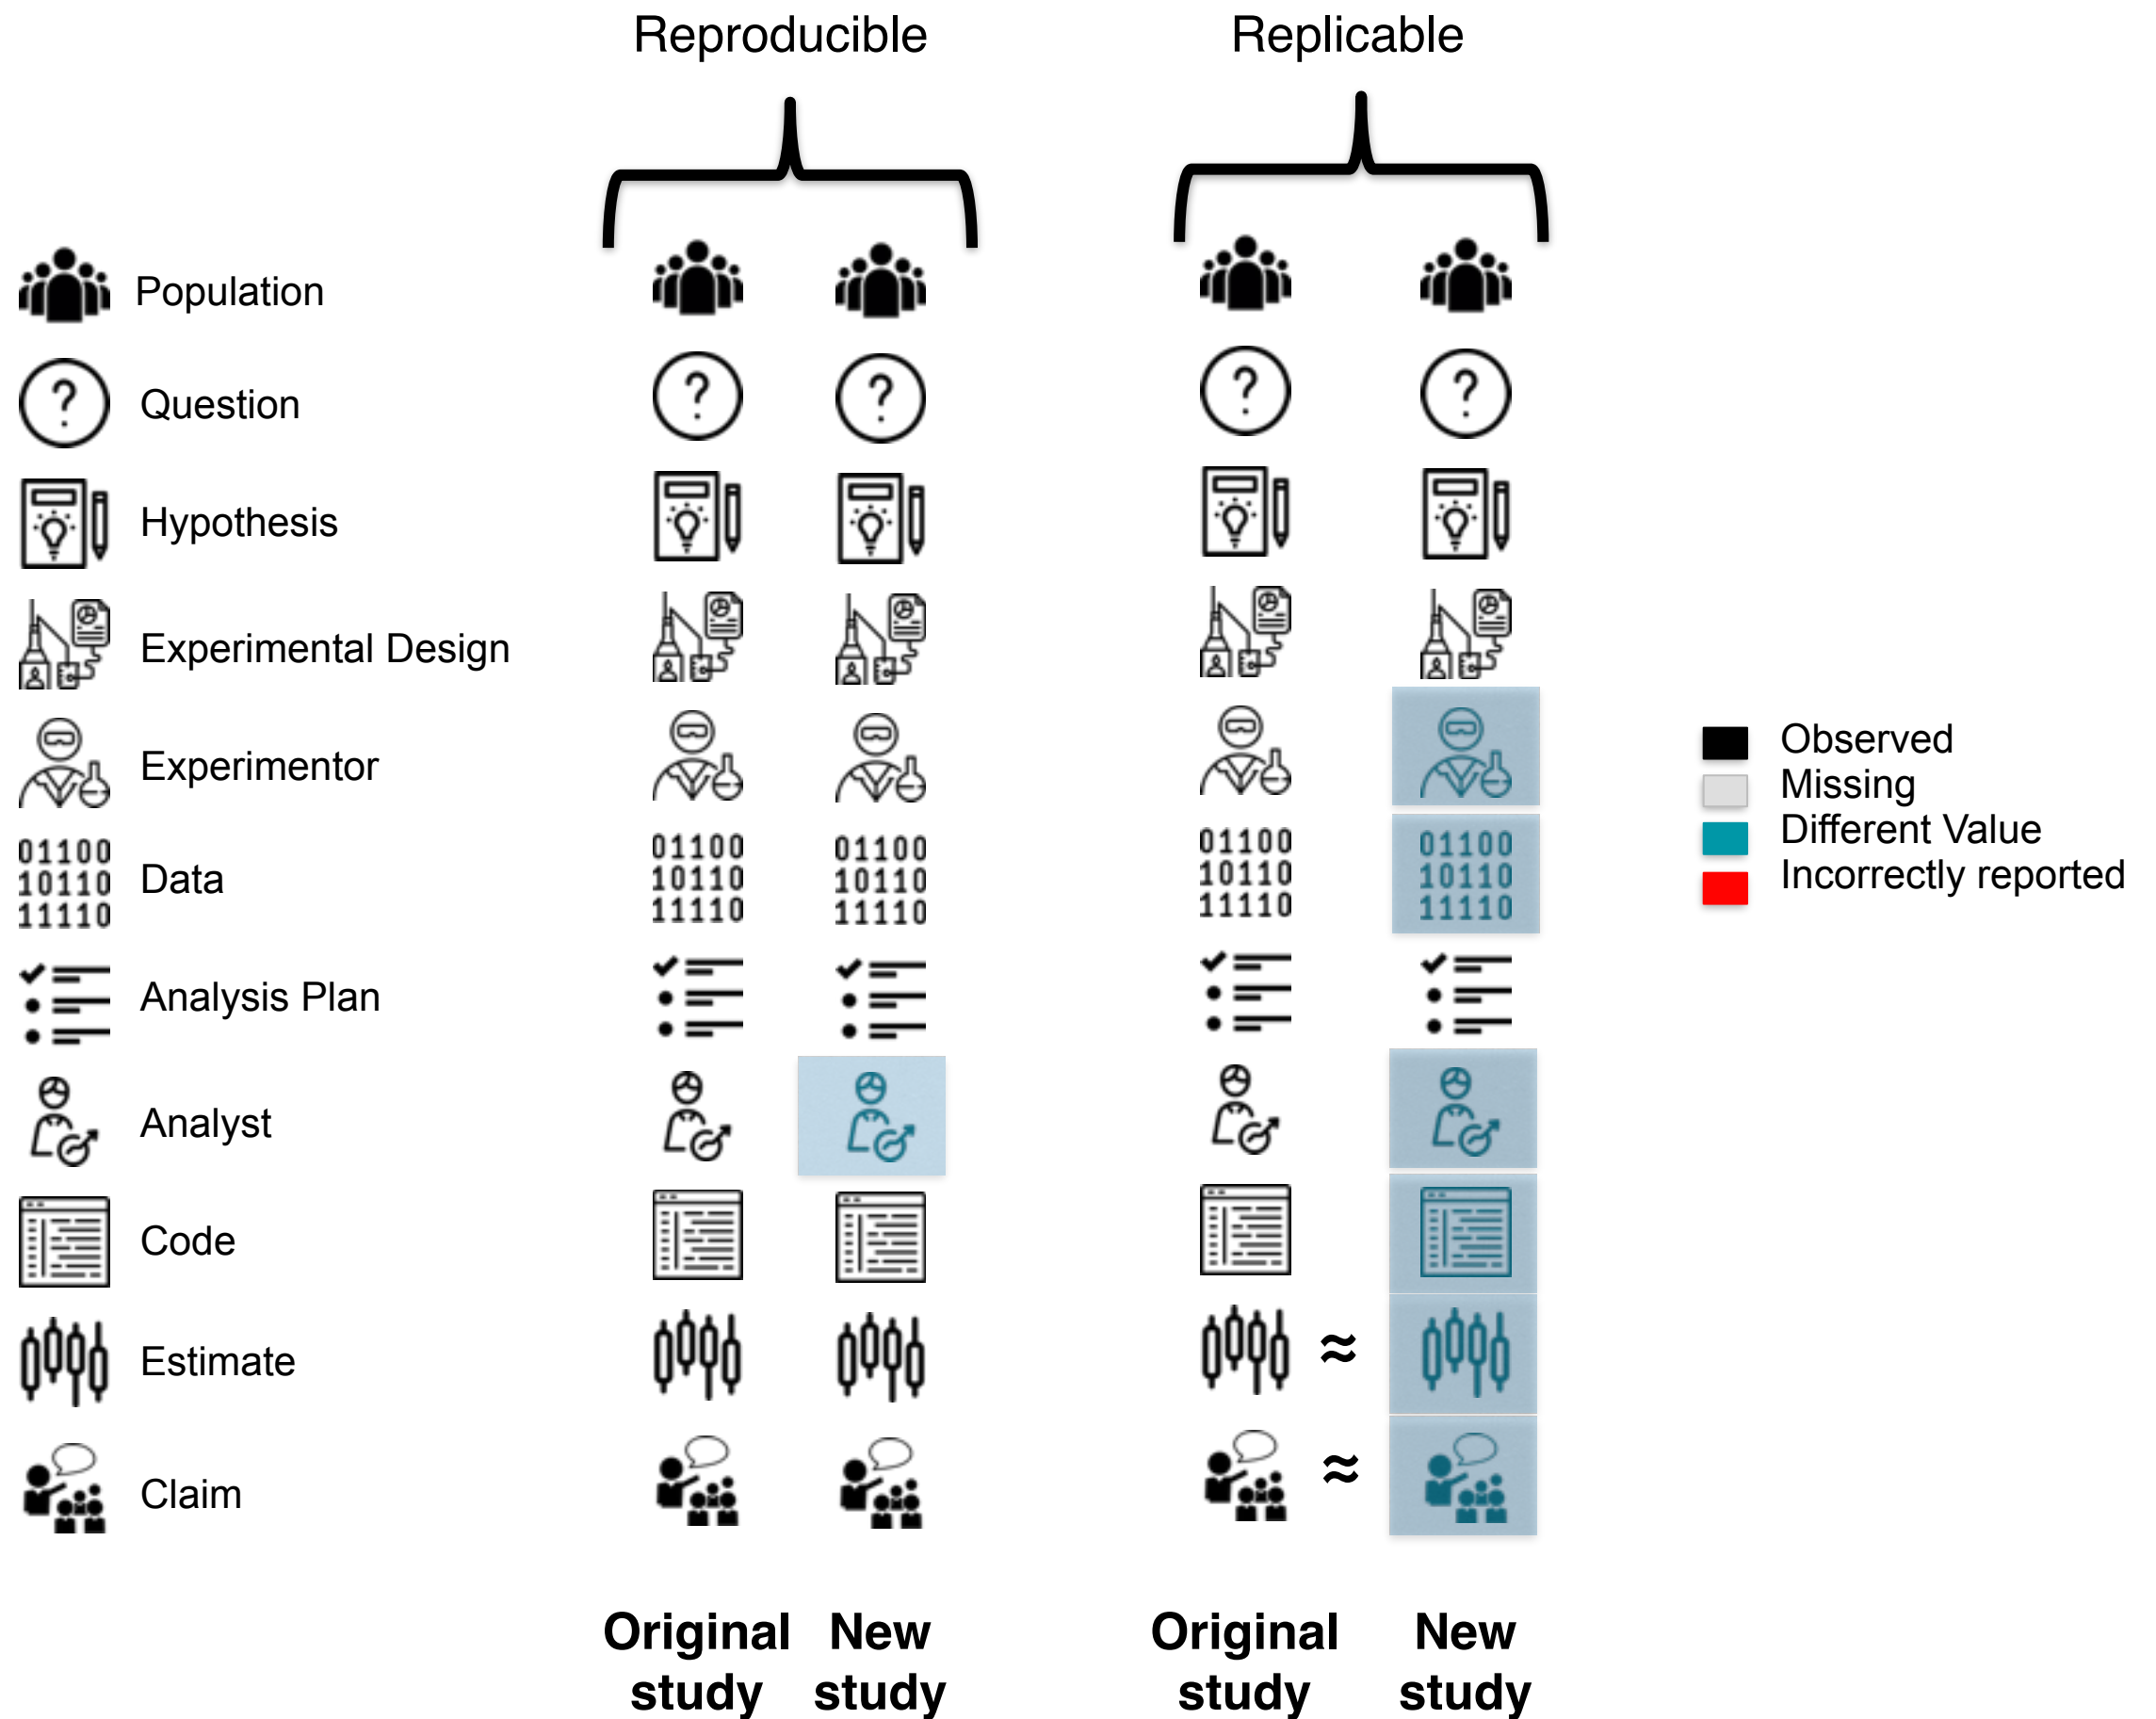 Reproducible
Replicable
Population
Question
Hypothesis
Experimental Design
Experimentor
01100
10110
11110
Data
01100
10110
11110
01100
10110
11110
01100
10110
11110
01100
10110
11110
Analysis Plan
Analyst
Code
Estimate
≈
Claim
≈
Observed
Missing
Different Value
Incorrectly reported
Original
study
New
study
Original
study
New
study